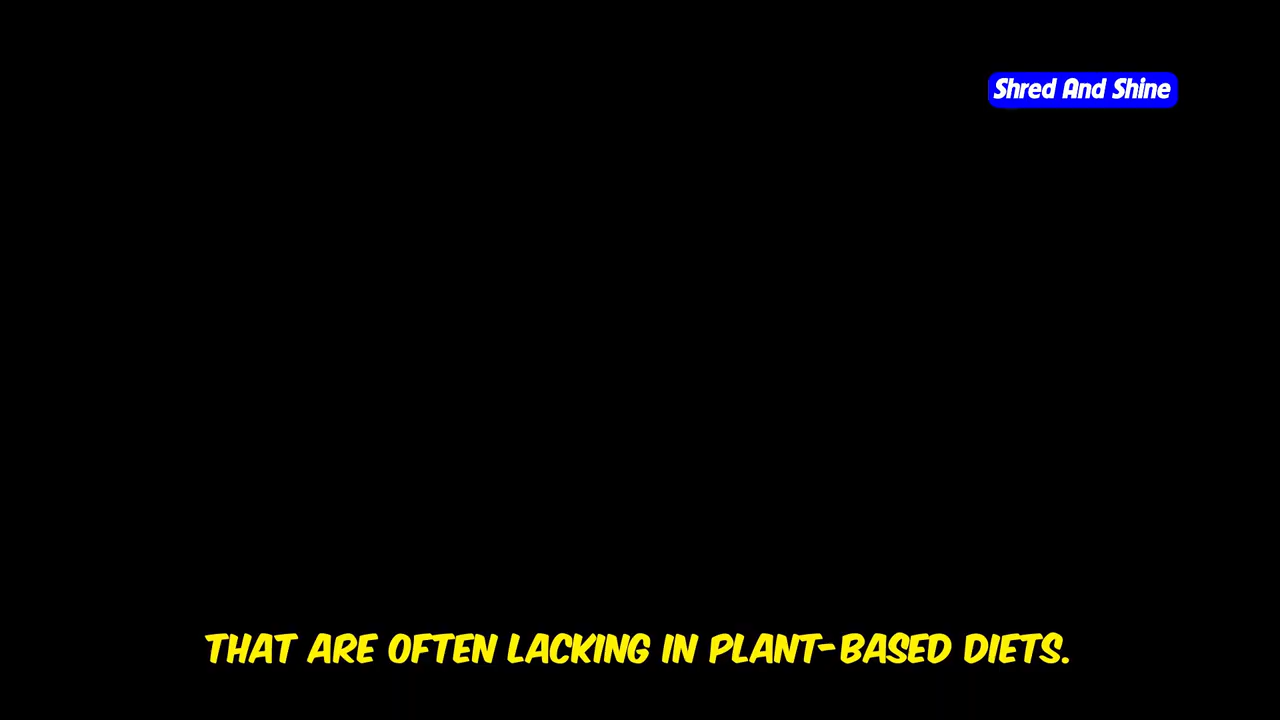 Shred And Shine
THAT ARE OFTEN LACKING IN PLANT-BASED DIETS.